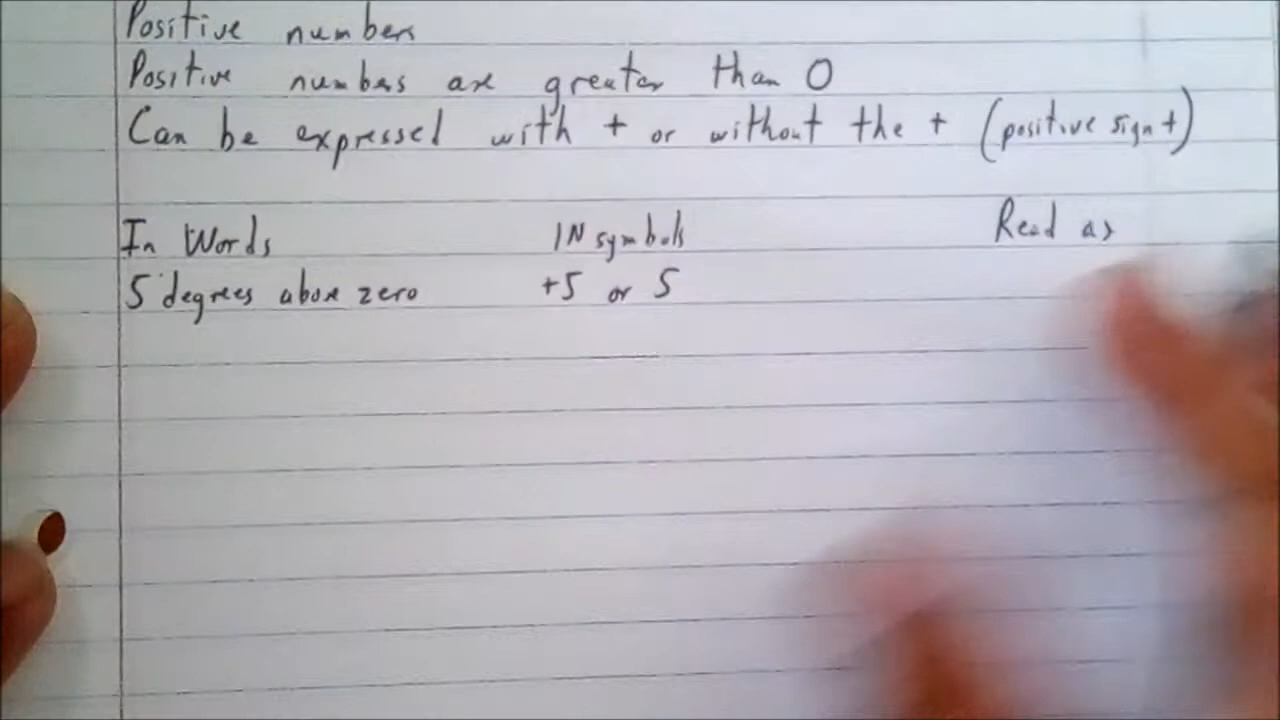 Positive numbers
Positive numbers are greater than 0
Can be expressed with + or without the + (positive sign +)
In Words IN symbols Read as
5 degrees above zero +5 or 5